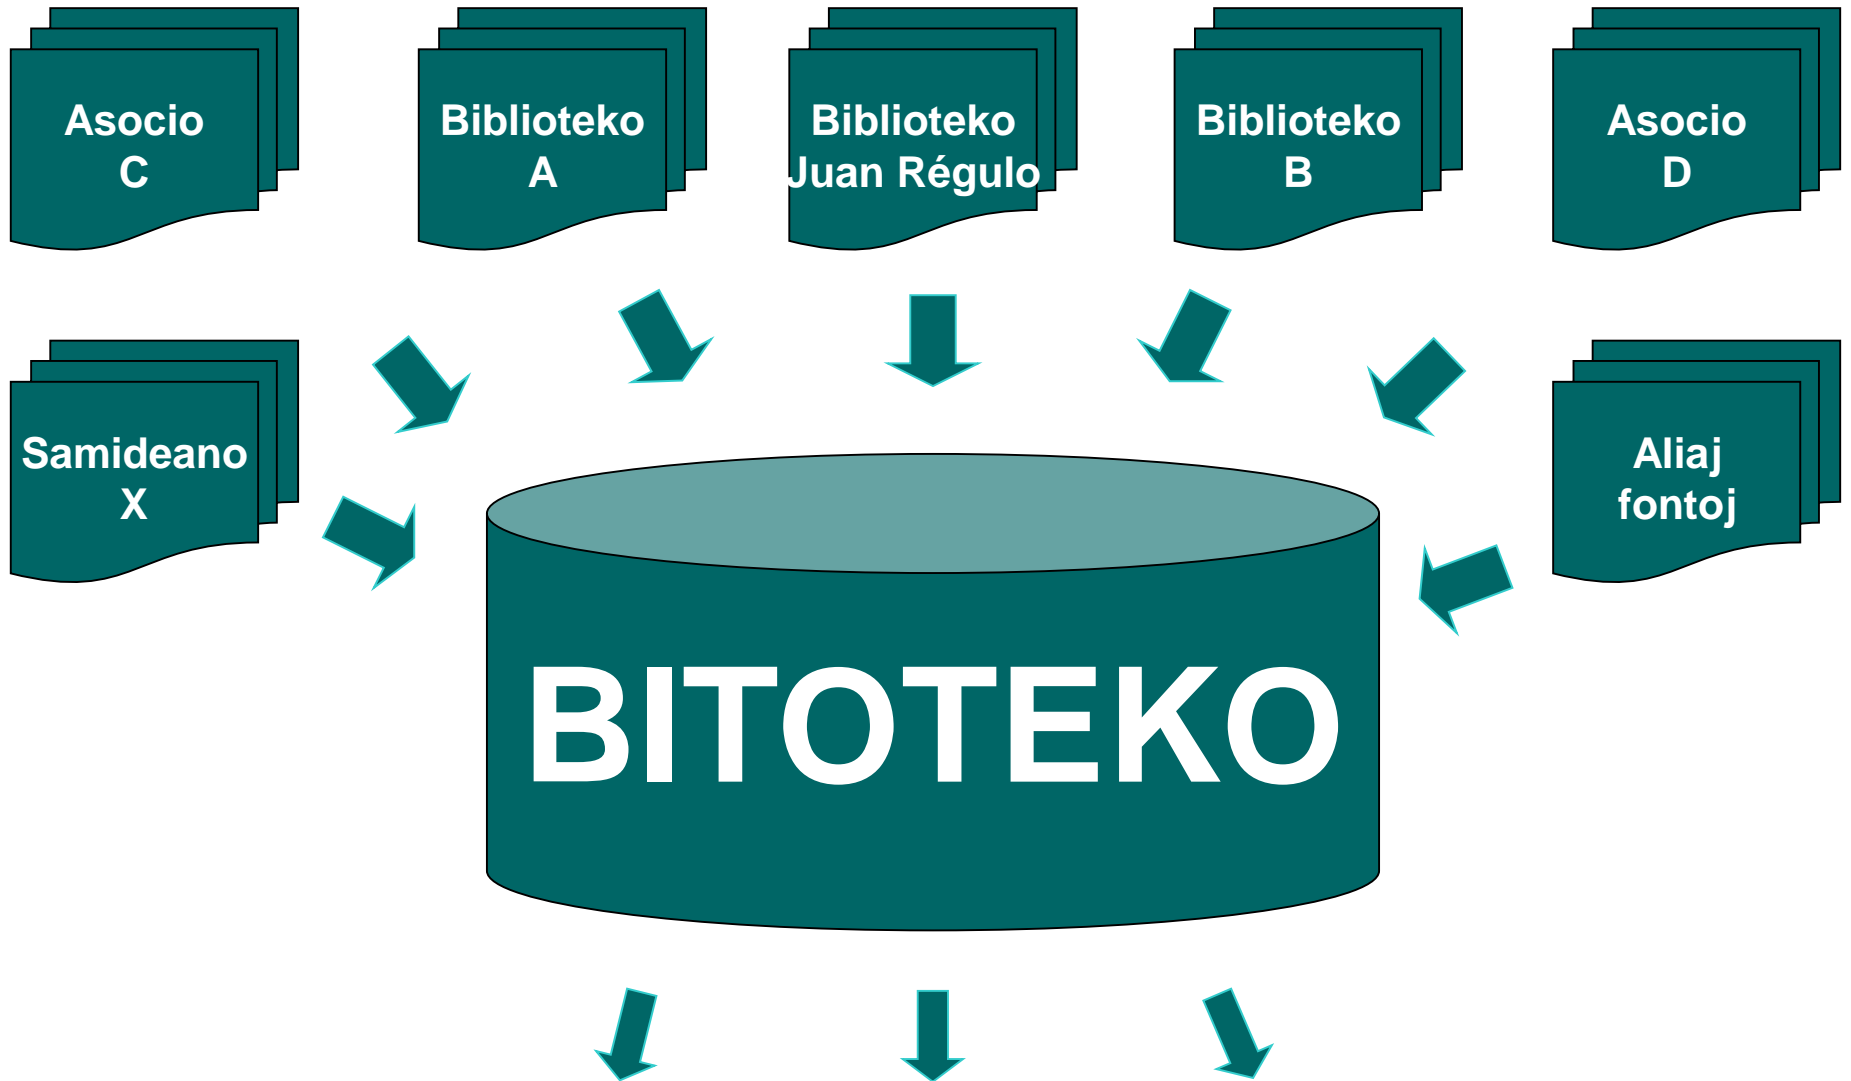 Asocio
C
Biblioteko
A
Biblioteko
Juan Régulo
Biblioteko
B
Asocio
D
Samideano
X
Aliaj
fontoj
BITOTEKO